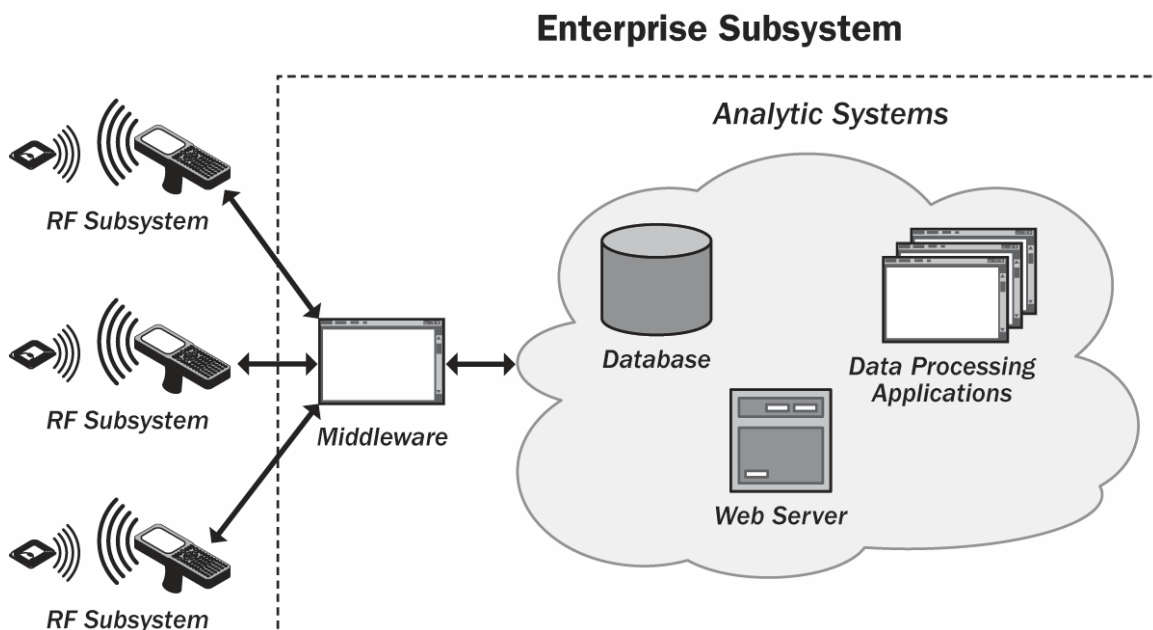 Enterprise Subsystem
Analytic Systems
RF Subsystem
RF Subsystem
RF Subsystem
Middleware
Database
Data Processing
Applications
Web Server